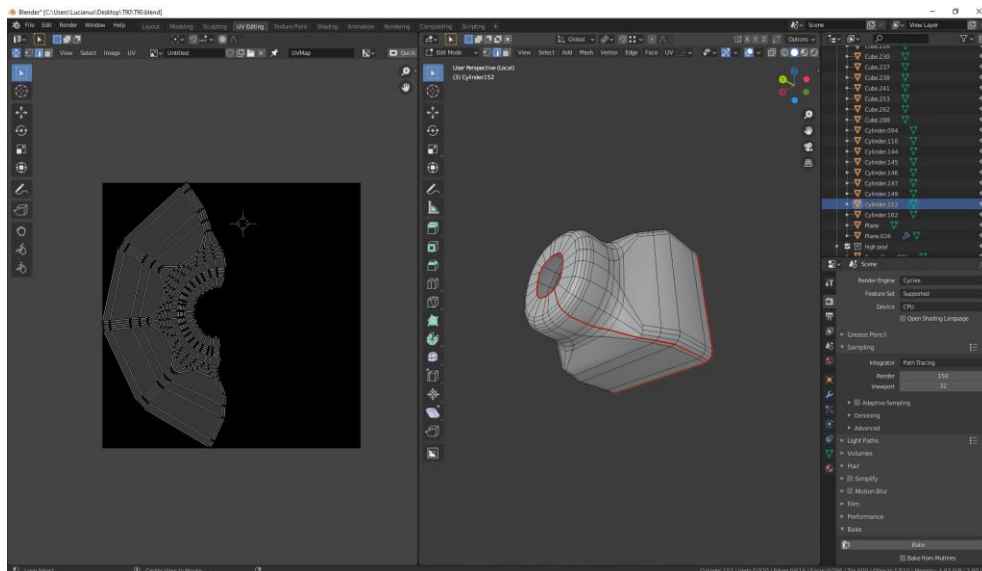 Blender* [C:\Users\Lucianus\Desktop\T90\T90.blend]
File Edit Render Window Help Layout Modeling Sculpting UV Editing Texture Paint Shading Animation Rendering Compositing Scripting + Scene View Layer
Global Options
View Select Image UV Untitled UVMap Quick
Edit Mode View Select Add Mesh Vertex Edge Face UV
User Perspective (Local)
(3) Cylinder.152
Cube.230
Cube.237
Cube.238
Cube.241
Cube.253
Cube.262
Cube.288
Cylinder.094
Cylinder.110
Cylinder.144
Cylinder.145
Cylinder.146
Cylinder.147
Cylinder.149
Cylinder.152
Cylinder.162
Plane
Plane.026
high poyl
Scene
Render Engine Cycles
Feature Set Supported
Device CPU
Open Shading Language
Grease Pencil
Sampling
Integrator Path Tracing
Render 150
Viewport 32
Adaptive Sampling
Denoising
Advanced
Light Paths
Volumes
Hair
Simplify
Motion Blur
Film
Performance
Bake
Bake
Bake from Multires